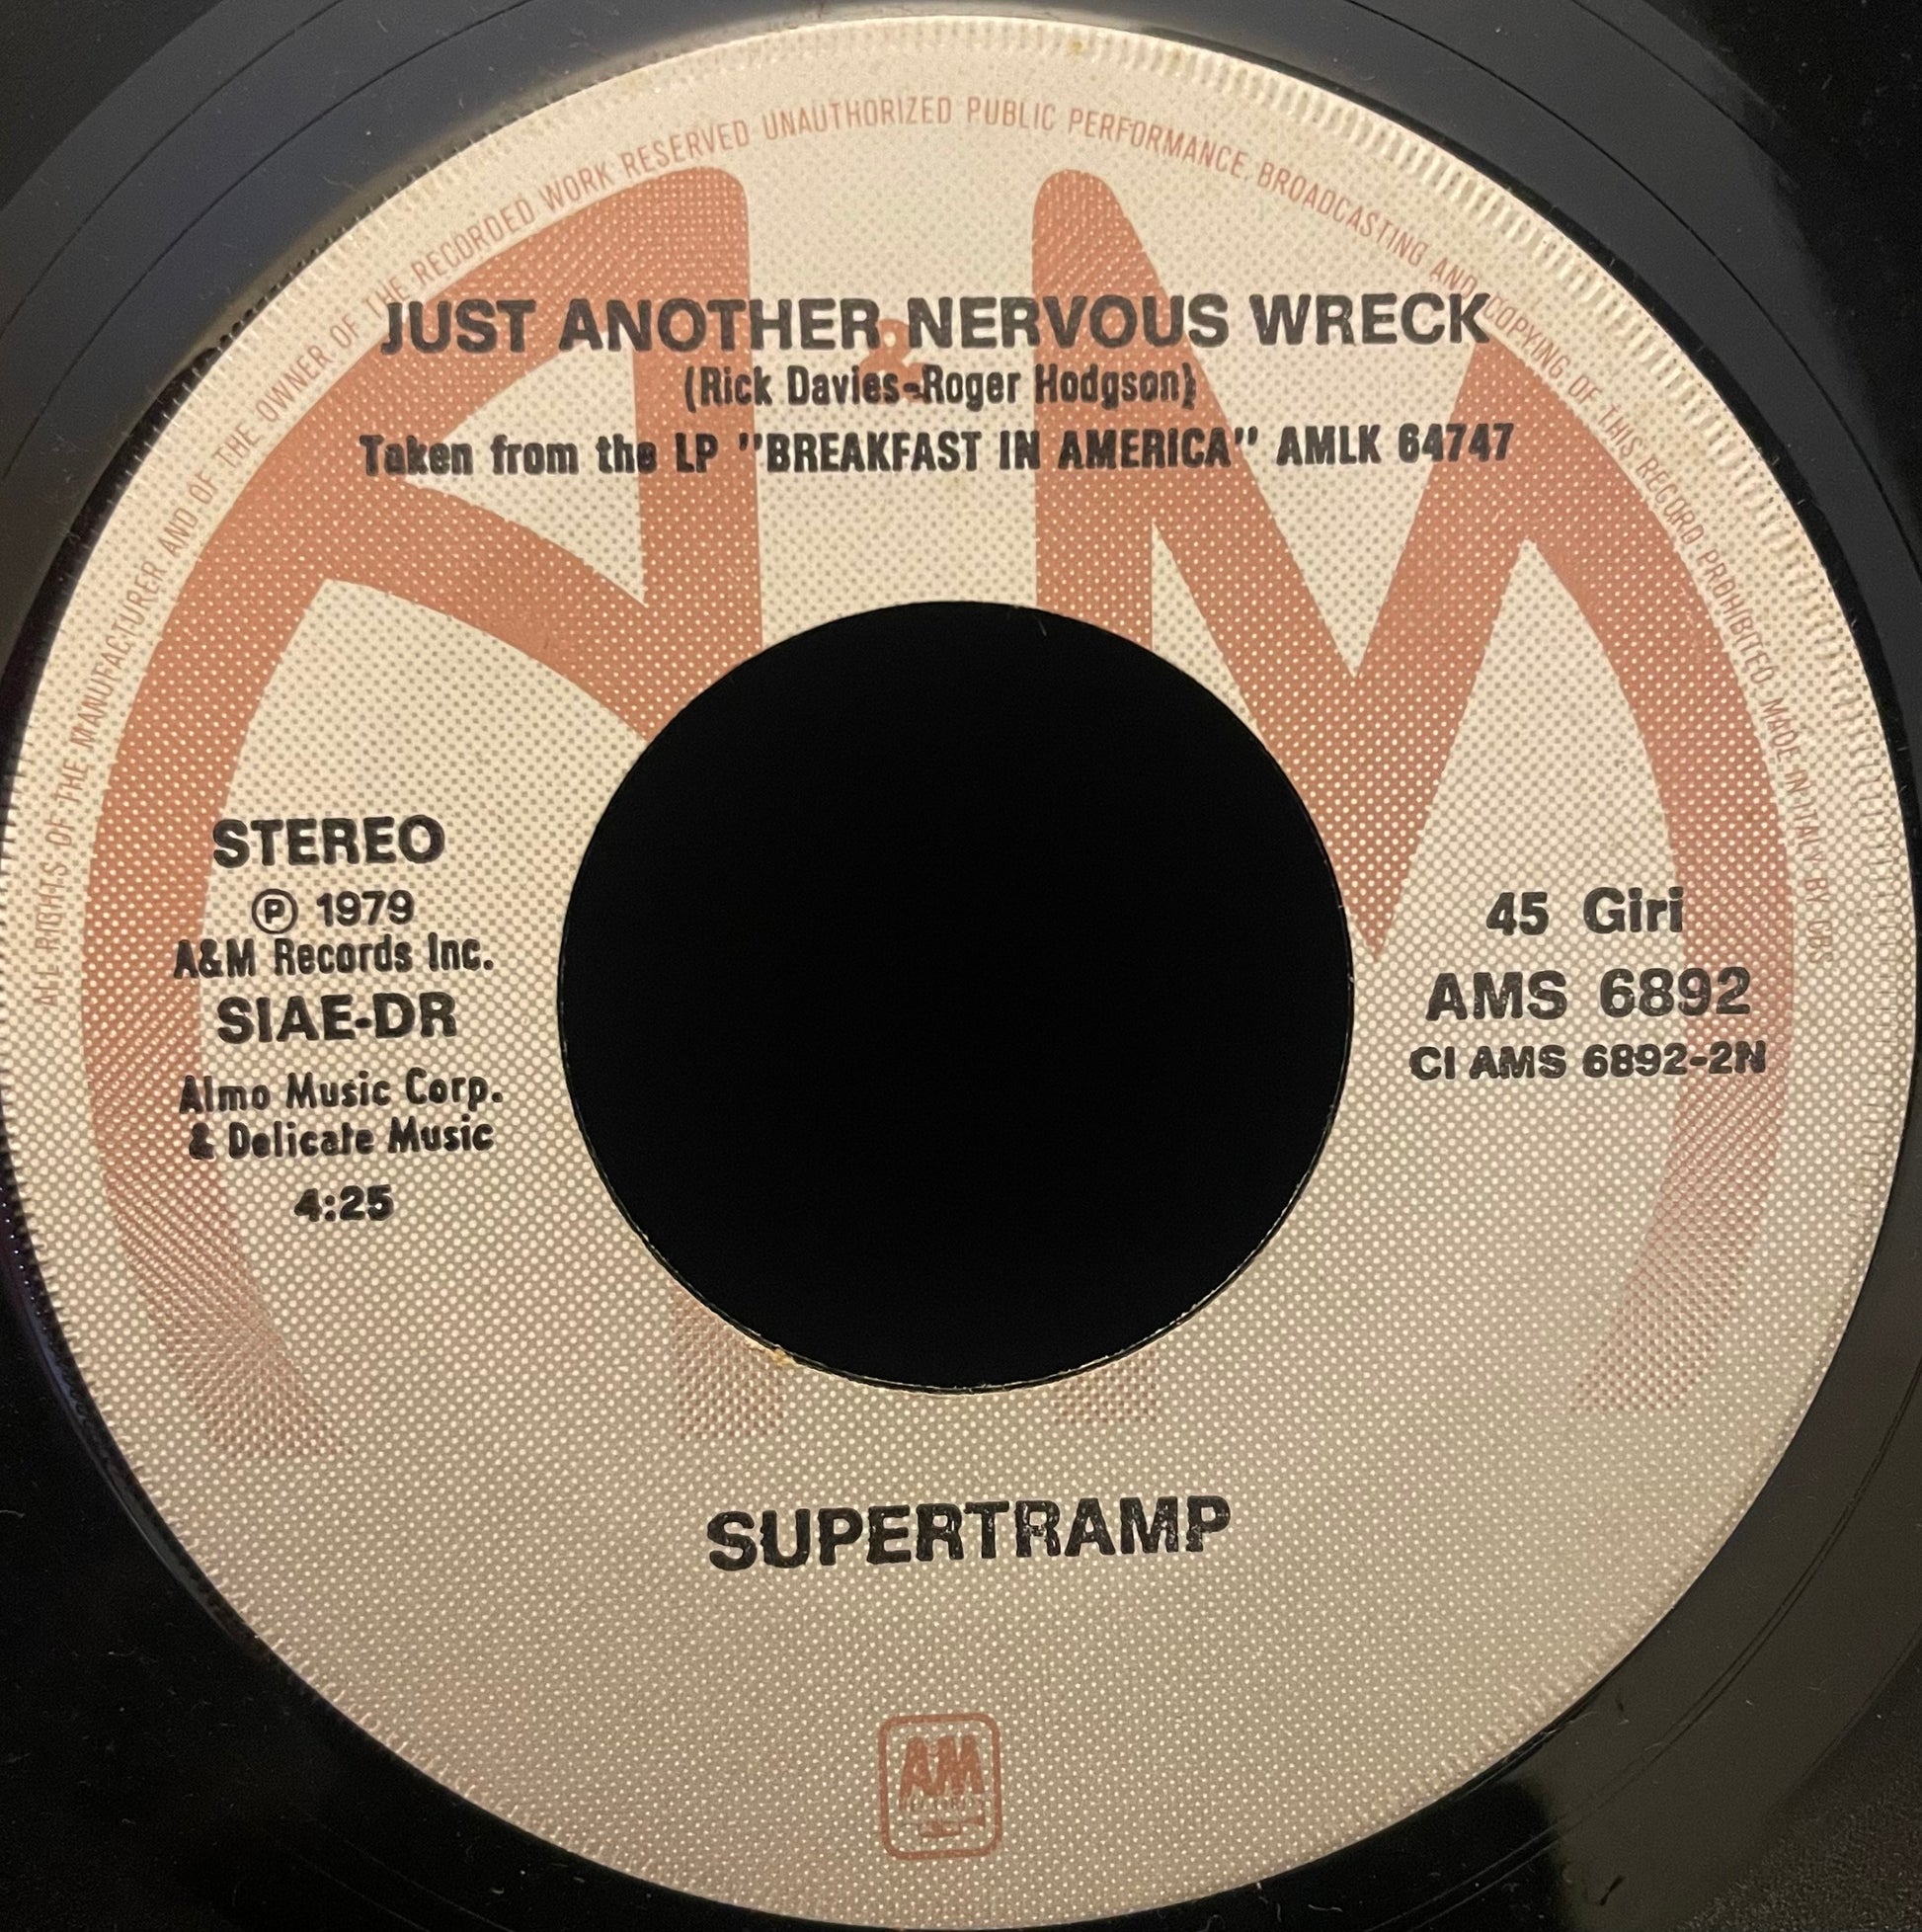 ALL RIGHTS OF THE MANUFACTURER AND OF THE OWNER OF THE RECORDED WORK RESERVED UNAUTHORIZED PUBLIC PERFORMANCE, BROADCASTING AND COPYING OF THIS RECORD PROHIBITED. MADE IN ITALY BY CBS
A&M
JUST ANOTHER NERVOUS WRECK
(Rick Davies-Roger Hodgson)
Taken from the LP "BREAKFAST IN AMERICA" AMLK 64747
STEREO
Ⓟ 1979
A&M Records Inc.
SIAE-DR
Almo Music Corp.
& Delicate Music
4:25
45 Giri
AMS 6892
CI AMS 6892-2N
SUPERTRAMP
A&M
RECORDS